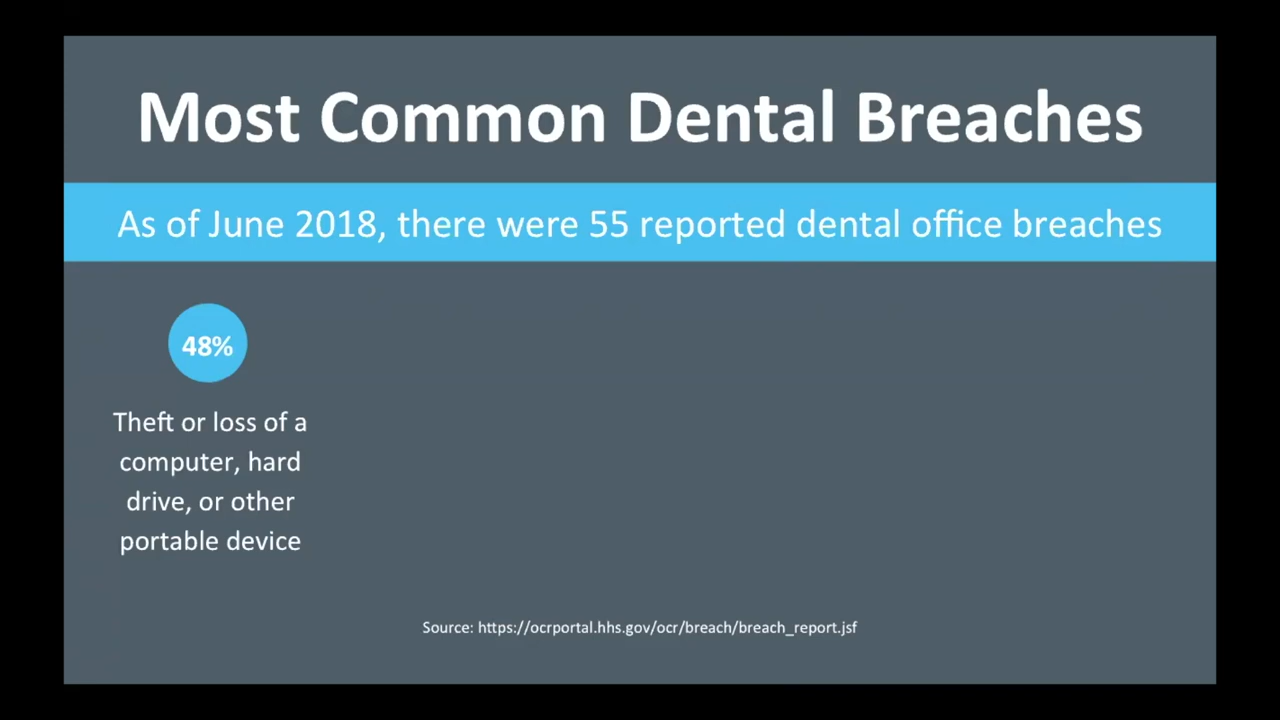 Most Common Dental Breaches
As of June 2018, there were 55 reported dental office breaches
48%
Theft or loss of a
computer, hard
drive, or other
portable device
Source: https://ocrportal.hhs.gov/ocr/breach/breach_report.jsf